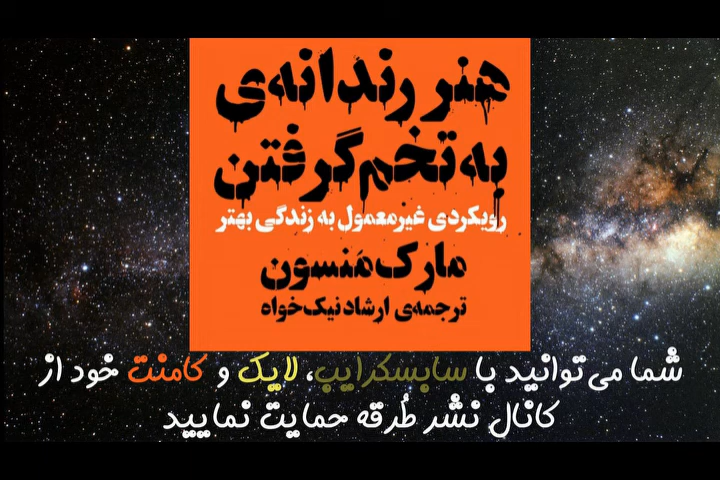 هنر رندانه‌ی
به تخم گرفتن
رویکردی غیرمعمول به زندگی بهتر
مارک منسون
ترجمه‌ی ارشاد نیک‌خواه
شما می‌توانید با سابسکرایب، لایک و کامنت خود از
کانال نشر طُرقه حمایت نمایید